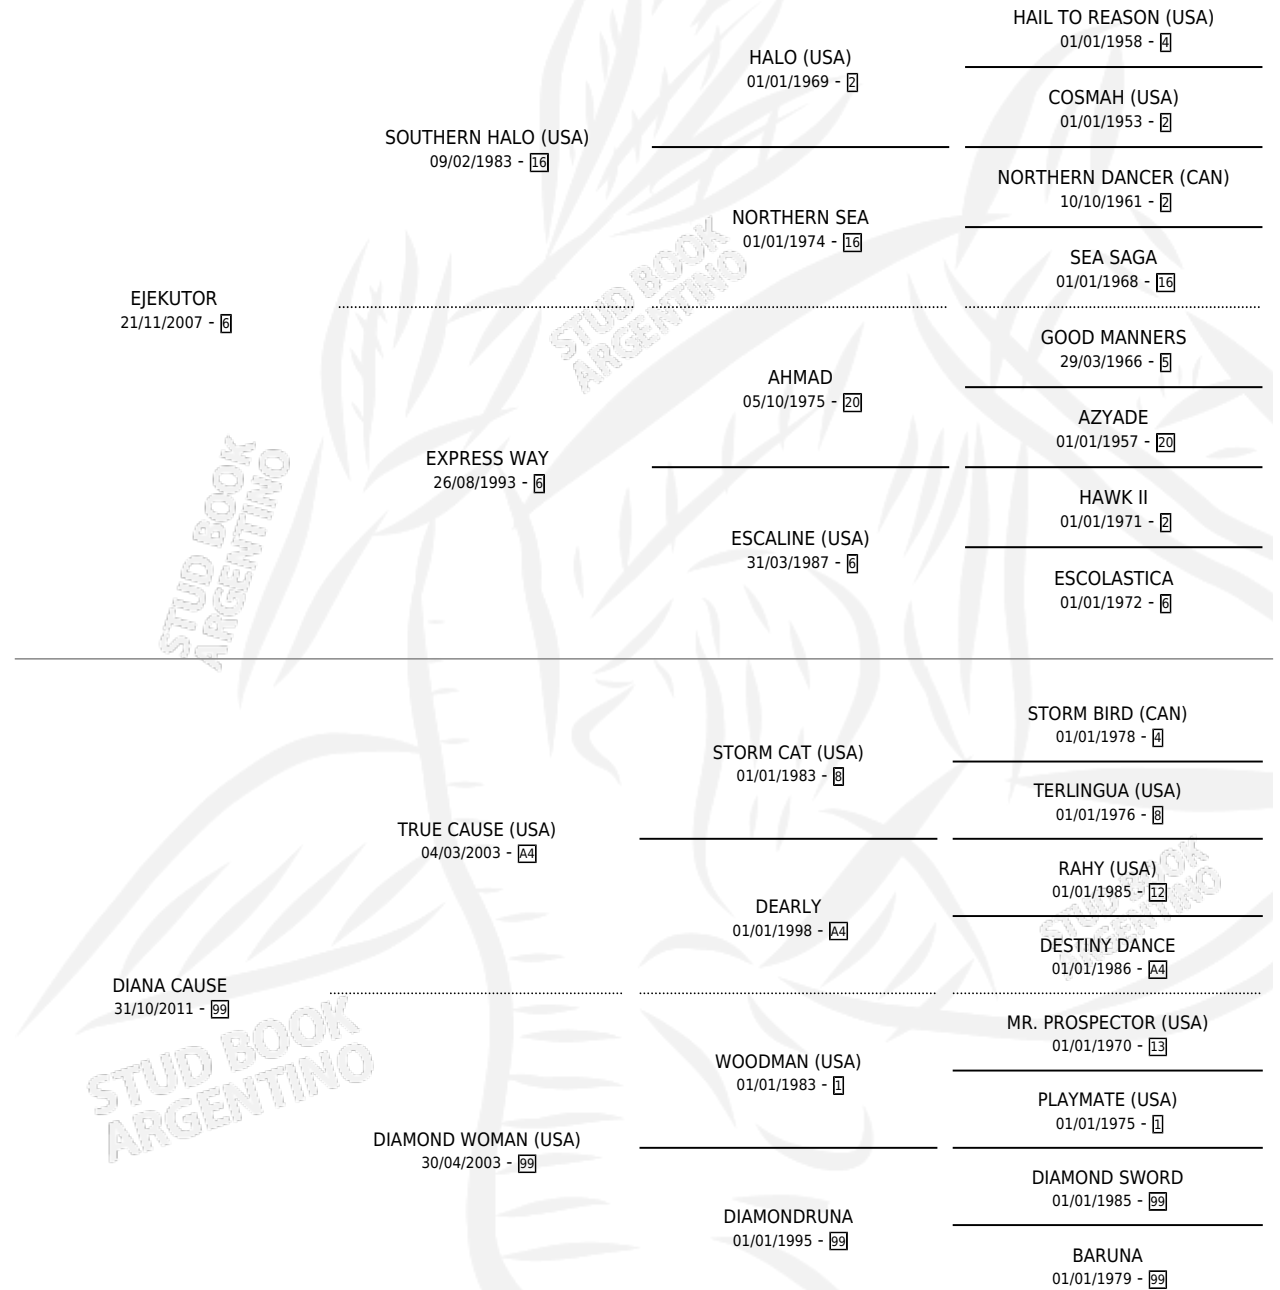 HAIL TO REASON (USA)
01/01/1958 - 4
HALO (USA)
01/01/1969 - 2
COSMAH (USA)
01/01/1953 - 2
SOUTHERN HALO (USA)
09/02/1983 - 16
NORTHERN DANCER (CAN)
10/10/1961 - 2
NORTHERN SEA
01/01/1974 - 16
SEA SAGA
01/01/1968 - 16
EJEKUTOR
21/11/2007 - 6
GOOD MANNERS
29/03/1966 - 5
AHMAD
05/10/1975 - 20
AZYADE
01/01/1957 - 20
EXPRESS WAY
26/08/1993 - 6
HAWK II
01/01/1971 - 2
ESCALINE (USA)
31/03/1987 - 6
ESCOLASTICA
01/01/1972 - 6
STUD BOOK
ARGENTINO
STUD BOOK
ARGENTINO
STORM BIRD (CAN)
01/01/1978 - 4
STORM CAT (USA)
01/01/1983 - 8
TERLINGUA (USA)
01/01/1976 - 8
TRUE CAUSE (USA)
04/03/2003 - A4
RAHY (USA)
01/01/1985 - 12
DEARLY
01/01/1998 - A4
DESTINY DANCE
01/01/1986 - A4
STUD BOOK
ARGENTINO
DIANA CAUSE
31/10/2011 - 99
MR. PROSPECTOR (USA)
01/01/1970 - 13
WOODMAN (USA)
01/01/1983 - 1
PLAYMATE (USA)
01/01/1975 - 1
STUD BOOK
ARGENTINO
DIAMOND WOMAN (USA)
30/04/2003 - 99
DIAMOND SWORD
01/01/1985 - 99
DIAMONDRUNA
01/01/1995 - 99
BARUNA
01/01/1979 - 99